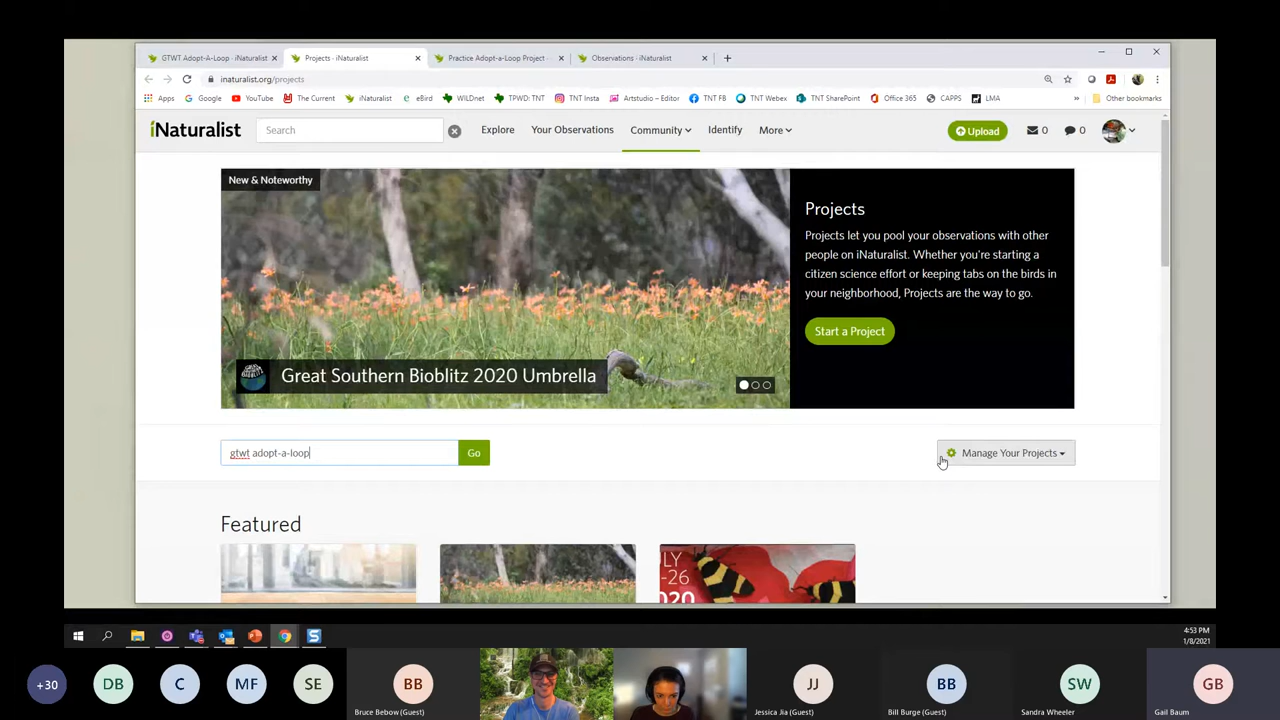 GTWT Adopt-A-Loop · iNaturalist
Projects · iNaturalist
Practice Adopt-a-Loop Project ·
Observations · iNaturalist
inaturalist.org/projects
Apps
Google
YouTube
The Current
iNaturalist
eBird
WILDnet
TPWD: TNT
TNT Insta
Artstudio – Editor
TNT FB
TNT Webex
TNT SharePoint
Office 365
CAPPS
LMA
»
Other bookmarks
iNaturalist
Search
Explore
Your Observations
Community
Identify
More
Upload
0
0
New & Noteworthy
Great Southern Bioblitz 2020 Umbrella
Projects
Projects let you pool your observations with other
people on iNaturalist. Whether you're starting a
citizen science effort or keeping tabs on the birds in
your neighborhood, Projects are the way to go.
Start a Project
gtwt adopt-a-loop
Go
Manage Your Projects
Featured
JULY
-26
2020
4:53 PM
1/8/2021
+30
DB
C
MF
SE
BB
Bruce Bebow (Guest)
JJ
Jessica Jia (Guest)
BB
Bill Burge (Guest)
SW
Sandra Wheeler
GB
Gail Baum